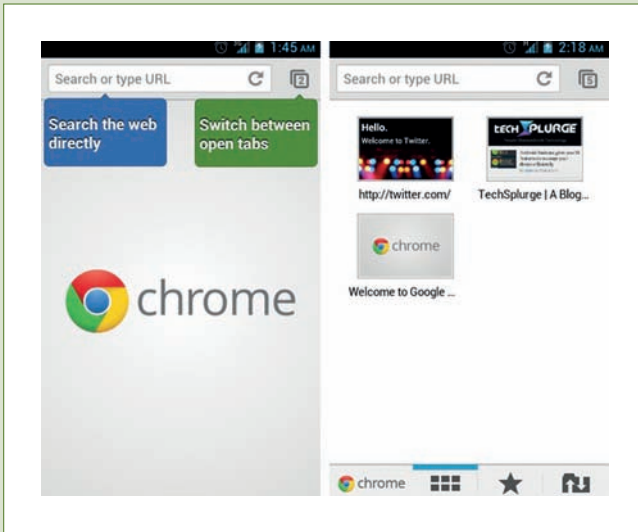 1:45 AM
Search or type URL
2
Search the web
directly
Switch between
open tabs
chrome
2:18 AM
Search or type URL
5
Hello.
Welcome to Twitter.
http://twitter.com/
TECH SPLURGE
TechSplurge | A Blog...
chrome
Welcome to Google ...
chrome